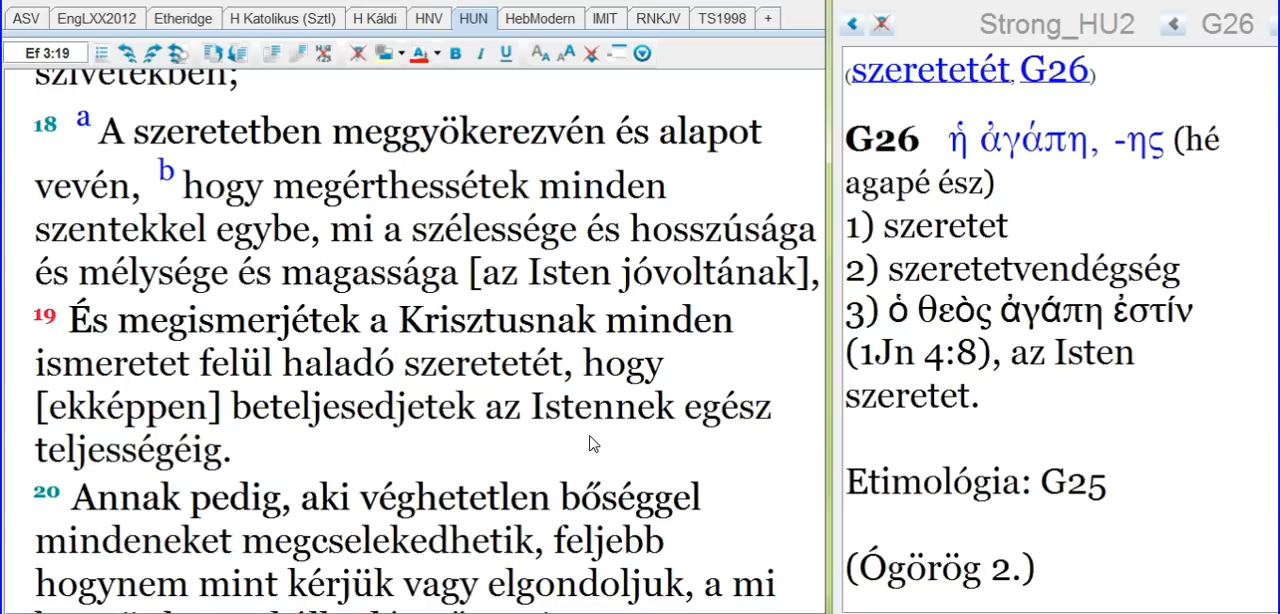 ASV EngLXX2012 Etheridge H Katolikus (Sztl) H Káldi HNV HUN HebModern IMIT RNKJV TS1998 +
Ef 3:19
szívetekben;
18 a A szeretetben meggyökerezvén és alapot
vevén, b hogy megérthessétek minden
szentekkel egybe, mi a szélessége és hosszúsága
és mélysége és magassága [az Isten jóvoltának],
19 És megismerjétek a Krisztusnak minden
ismeretet felül haladó szeretetét, hogy
[ekképpen] beteljesedjetek az Istennek egész
teljességéig.
20 Annak pedig, aki véghetetlen bőséggel
mindeneket megcselekedhetik, feljebb
hogynem mint kérjük vagy elgondoljuk, a mi
Strong_HU2 G26
(szeretetét, G26)
G26 ἡ ἀγάπη, -ης (hé
agapé ész)
1) szeretet
2) szeretetvendégség
3) ὁ θεὸς ἀγάπη ἐστίν
(1Jn 4:8), az Isten
szeretet.
Etimológia: G25
(Ógörög 2.)